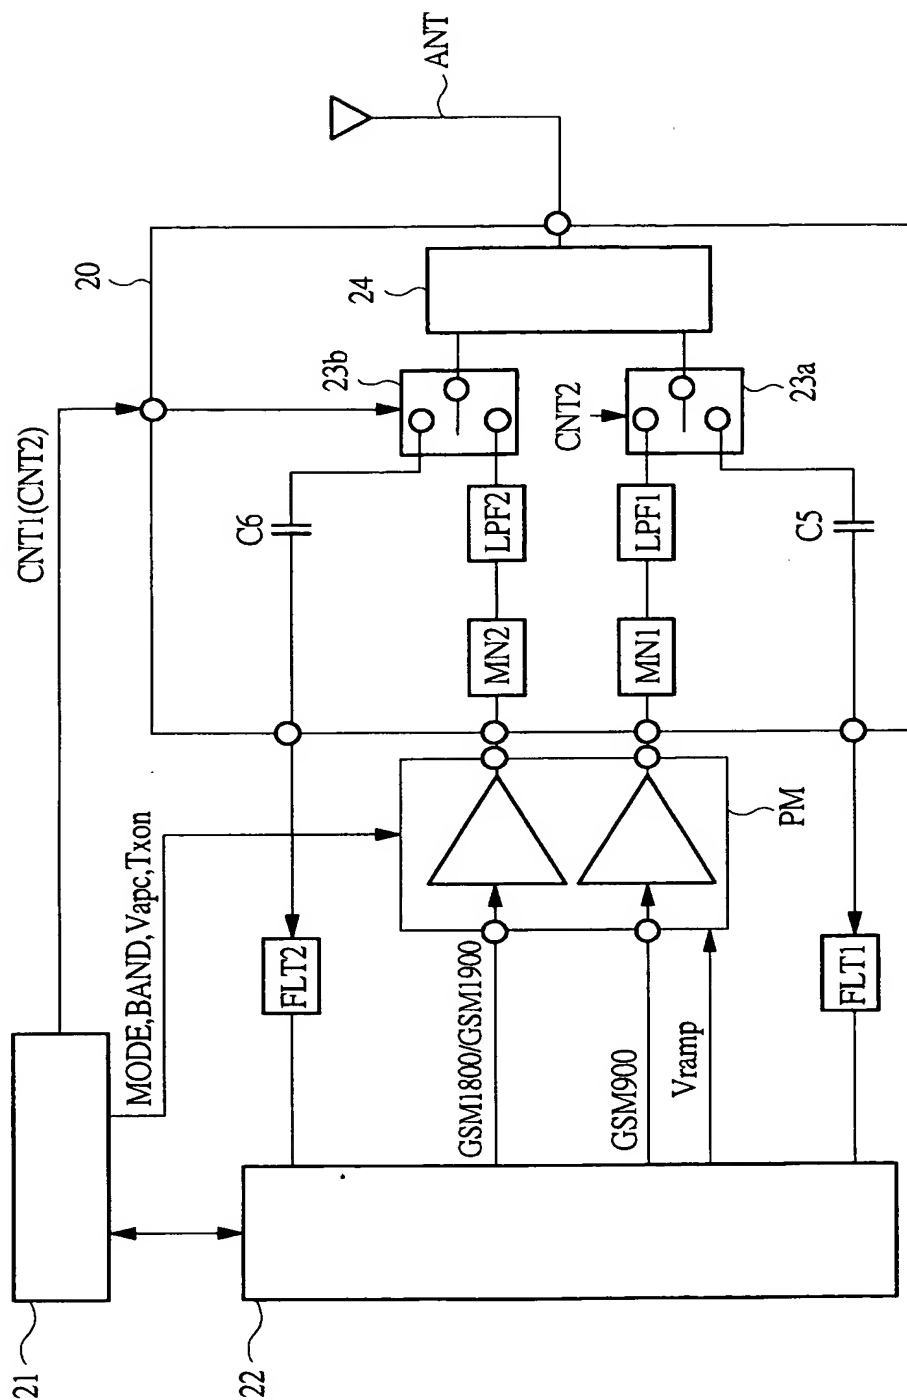 ANT
20
24
23b
23a
CNT2
CNT1(CNT2)
C6
LPF2
LPF1
C5
MN2
MN1
PM
MODE,BAND,Vapc,Txon
FLT2
GSM1800/GSM1900
GSM900
Vramp
FLT1
21
22